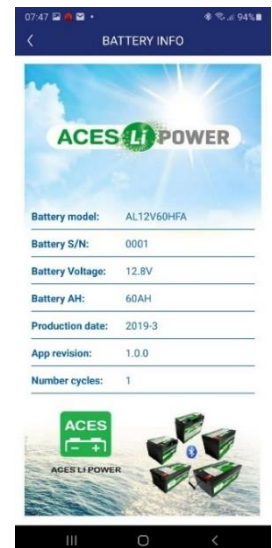 07:47
94%
BATTERY INFO
ACES Li POWER
Battery model: AL12V60HFA
Battery S/N: 0001
Battery Voltage: 12.8V
Battery AH: 60AH
Production date: 2019-3
App revision: 1.0.0
Number cycles: 1
ACES
ACES LI POWER